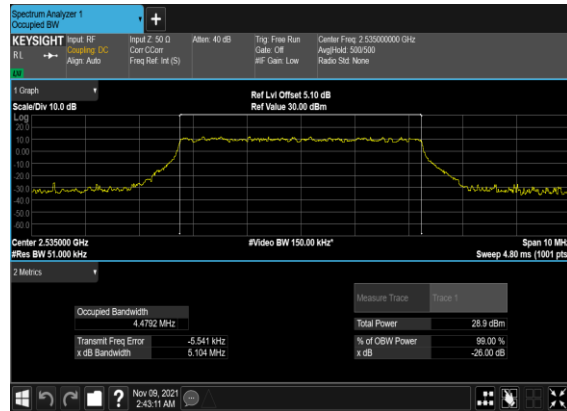 Spectrum Analyzer 1
Occupied BW
+
KEYSIGHT Input: RF Input Z: 50 Ω Atten: 40 dB Trig: Free Run Center Freq: 2.535000000 GHz
RL Coupling: DC Corr CCorr Gate: Off Avg|Hold: 500/500
Align: Auto Freq Ref: Int (S) #IF Gain: Low Radio Std: None
1 Graph
Ref Lvl Offset 5.10 dB
Scale/Div 10.0 dB Ref Value 30.00 dBm
Log
20.0
10.0
0.00
-10.0
-20.0
-30.0
-40.0
-50.0
-60.0
Center 2.535000 GHz #Video BW 150.00 kHz* Span 10 MHz
#Res BW 51.000 kHz Sweep 4.80 ms (1001 pts
2 Metrics
Measure Trace Trace 1
Occupied Bandwidth
4.4792 MHz Total Power 28.9 dBm
Transmit Freq Error -5.541 kHz % of OBW Power 99.00 %
x dB Bandwidth 5.104 MHz x dB -26.00 dB
?
Nov 09, 2021
2:43:11 AM